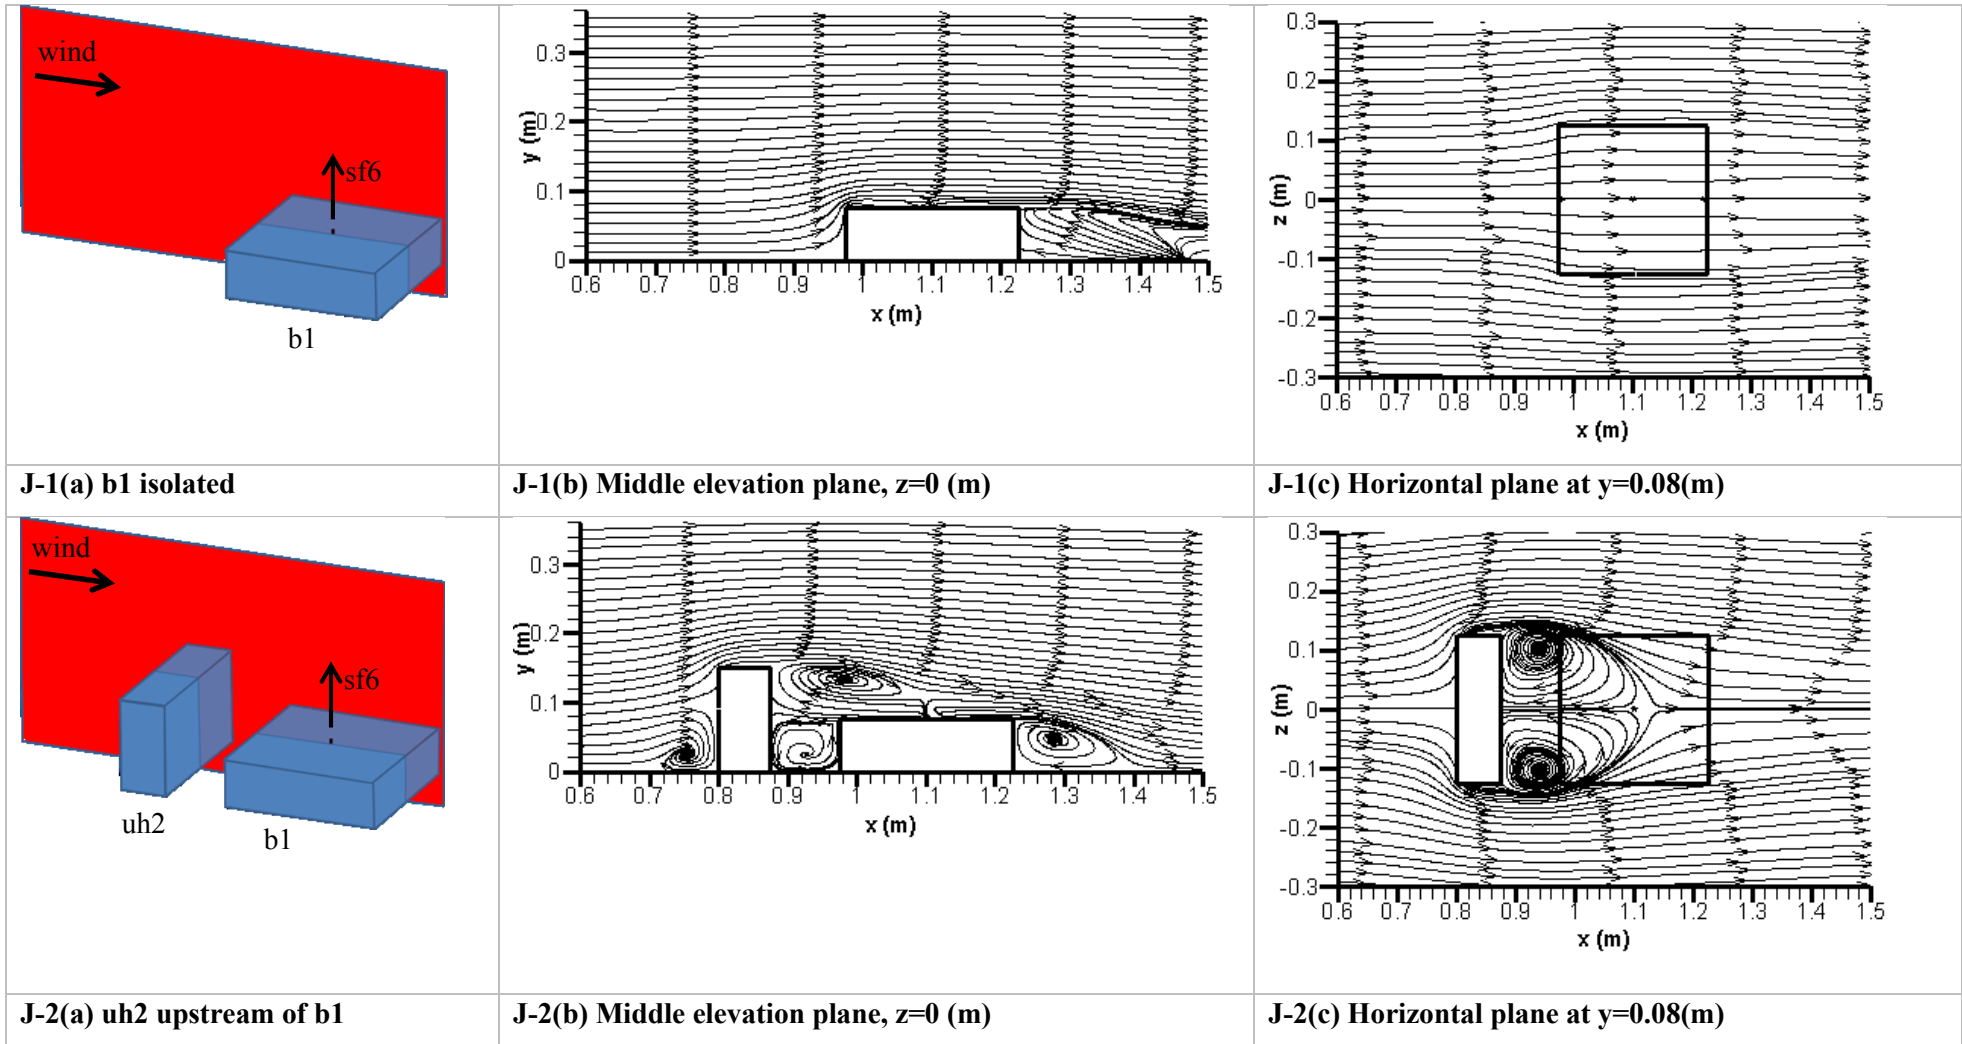 wind
sf6
b1
0.3
0.2
0.1
0
y (m)
0.6 0.7 0.8 0.9 1 1.1 1.2 1.3 1.4 1.5
x (m)
0.3
0.2
0.1
0
-0.1
-0.2
-0.3
z (m)
0.6 0.7 0.8 0.9 1 1.1 1.2 1.3 1.4 1.5
x (m)
J-1(a) b1 isolated
J-1(b) Middle elevation plane, z=0 (m)
J-1(c) Horizontal plane at y=0.08(m)
wind
sf6
uh2
b1
0.3
0.2
0.1
0
y (m)
0.6 0.7 0.8 0.9 1 1.1 1.2 1.3 1.4 1.5
x (m)
0.3
0.2
0.1
0
-0.1
-0.2
-0.3
z (m)
0.6 0.7 0.8 0.9 1 1.1 1.2 1.3 1.4 1.5
x (m)
J-2(a) uh2 upstream of b1
J-2(b) Middle elevation plane, z=0 (m)
J-2(c) Horizontal plane at y=0.08(m)